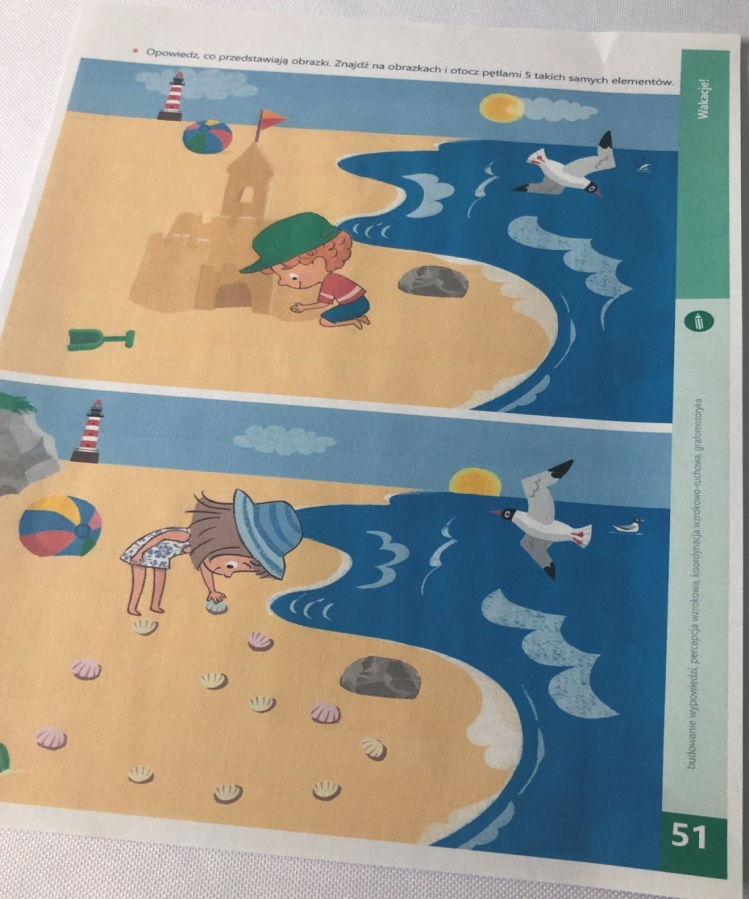 • Opowiedz, co przedstawiają obrazki. Znajdź na obrazkach i otocz pętlami 5 takich samych elementów.
Wakacje!
budowanie wypowiedzi, percepcja wzrokowa, koordynacja wzrokowo-ruchowa, grafomotoryka
51